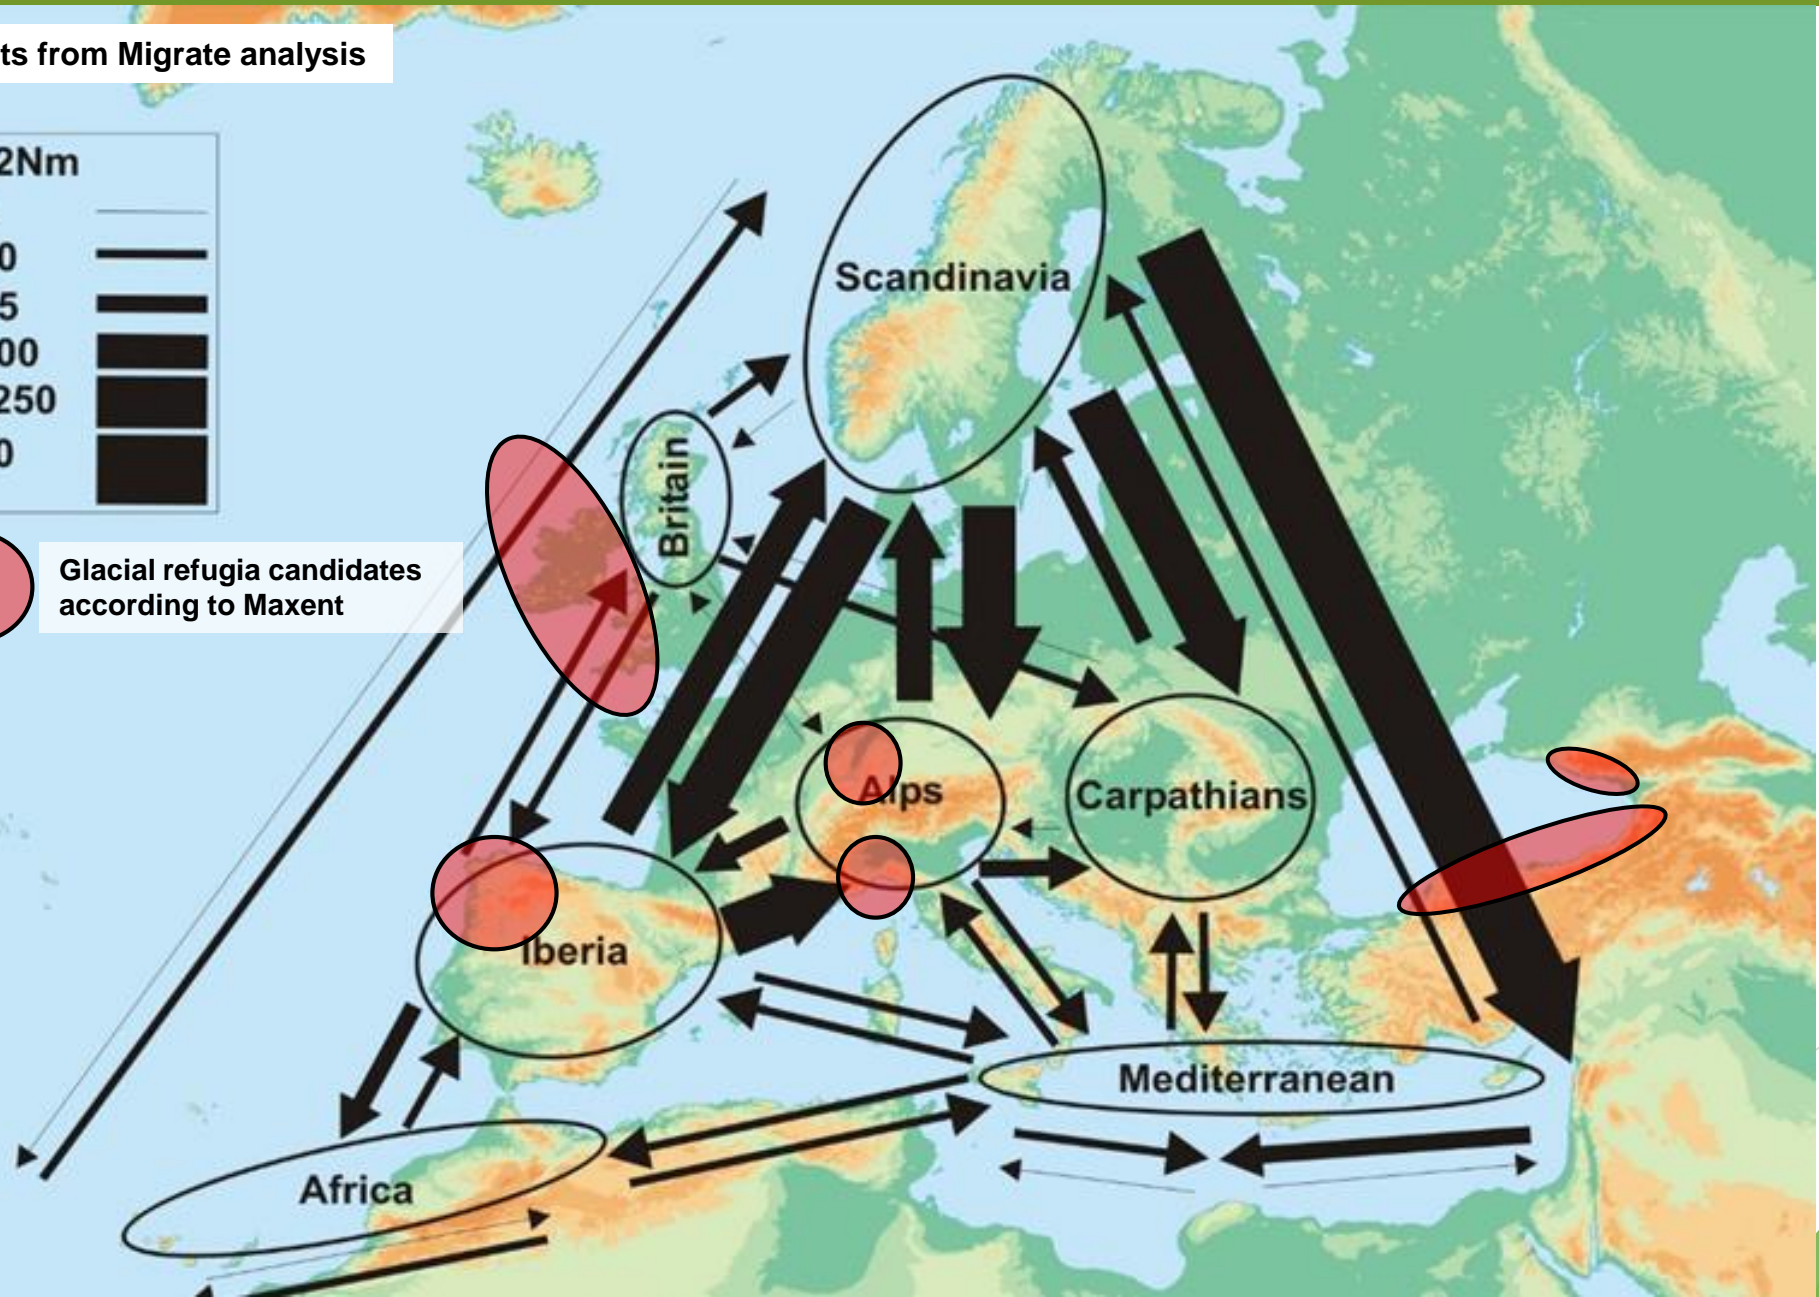 ts from Migrate analysis
2Nm
0
5
00
250
0
Glacial refugia candidates
according to Maxent
Scandinavia
Britain
Alps
Carpathians
Iberia
Mediterranean
Africa